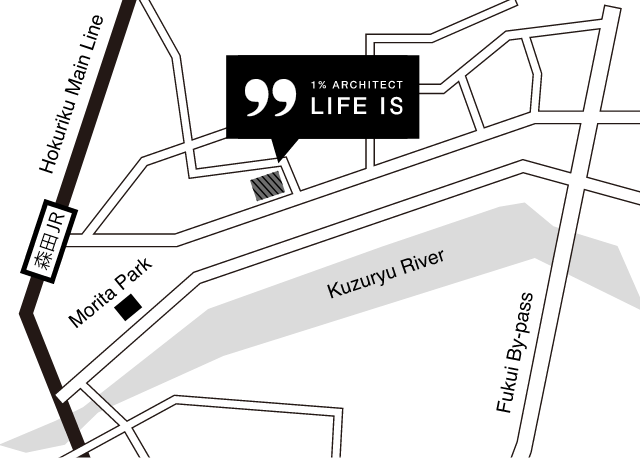 Hokuriku Main Line
1% ARCHITECT
LIFE IS
森田JR
Morita Park
Kuzuryu River
Fukui By-pass